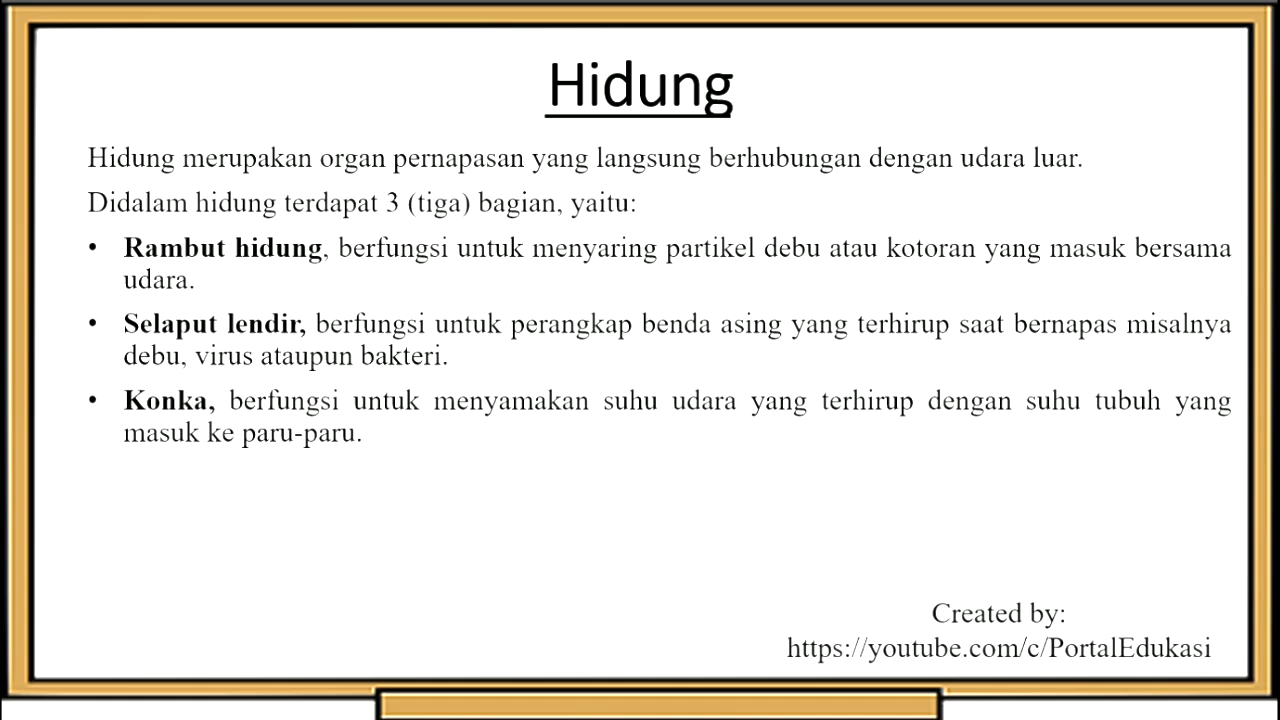 Hidung
Hidung merupakan organ pernapasan yang langsung berhubungan dengan udara luar.
Didalam hidung terdapat 3 (tiga) bagian, yaitu:
• Rambut hidung, berfungsi untuk menyaring partikel debu atau kotoran yang masuk bersama
udara.
• Selaput lendir, berfungsi untuk perangkap benda asing yang terhirup saat bernapas misalnya
debu, virus ataupun bakteri.
• Konka, berfungsi untuk menyamakan suhu udara yang terhirup dengan suhu tubuh yang
masuk ke paru-paru.
Created by:
https://youtube.com/c/PortalEdukasi